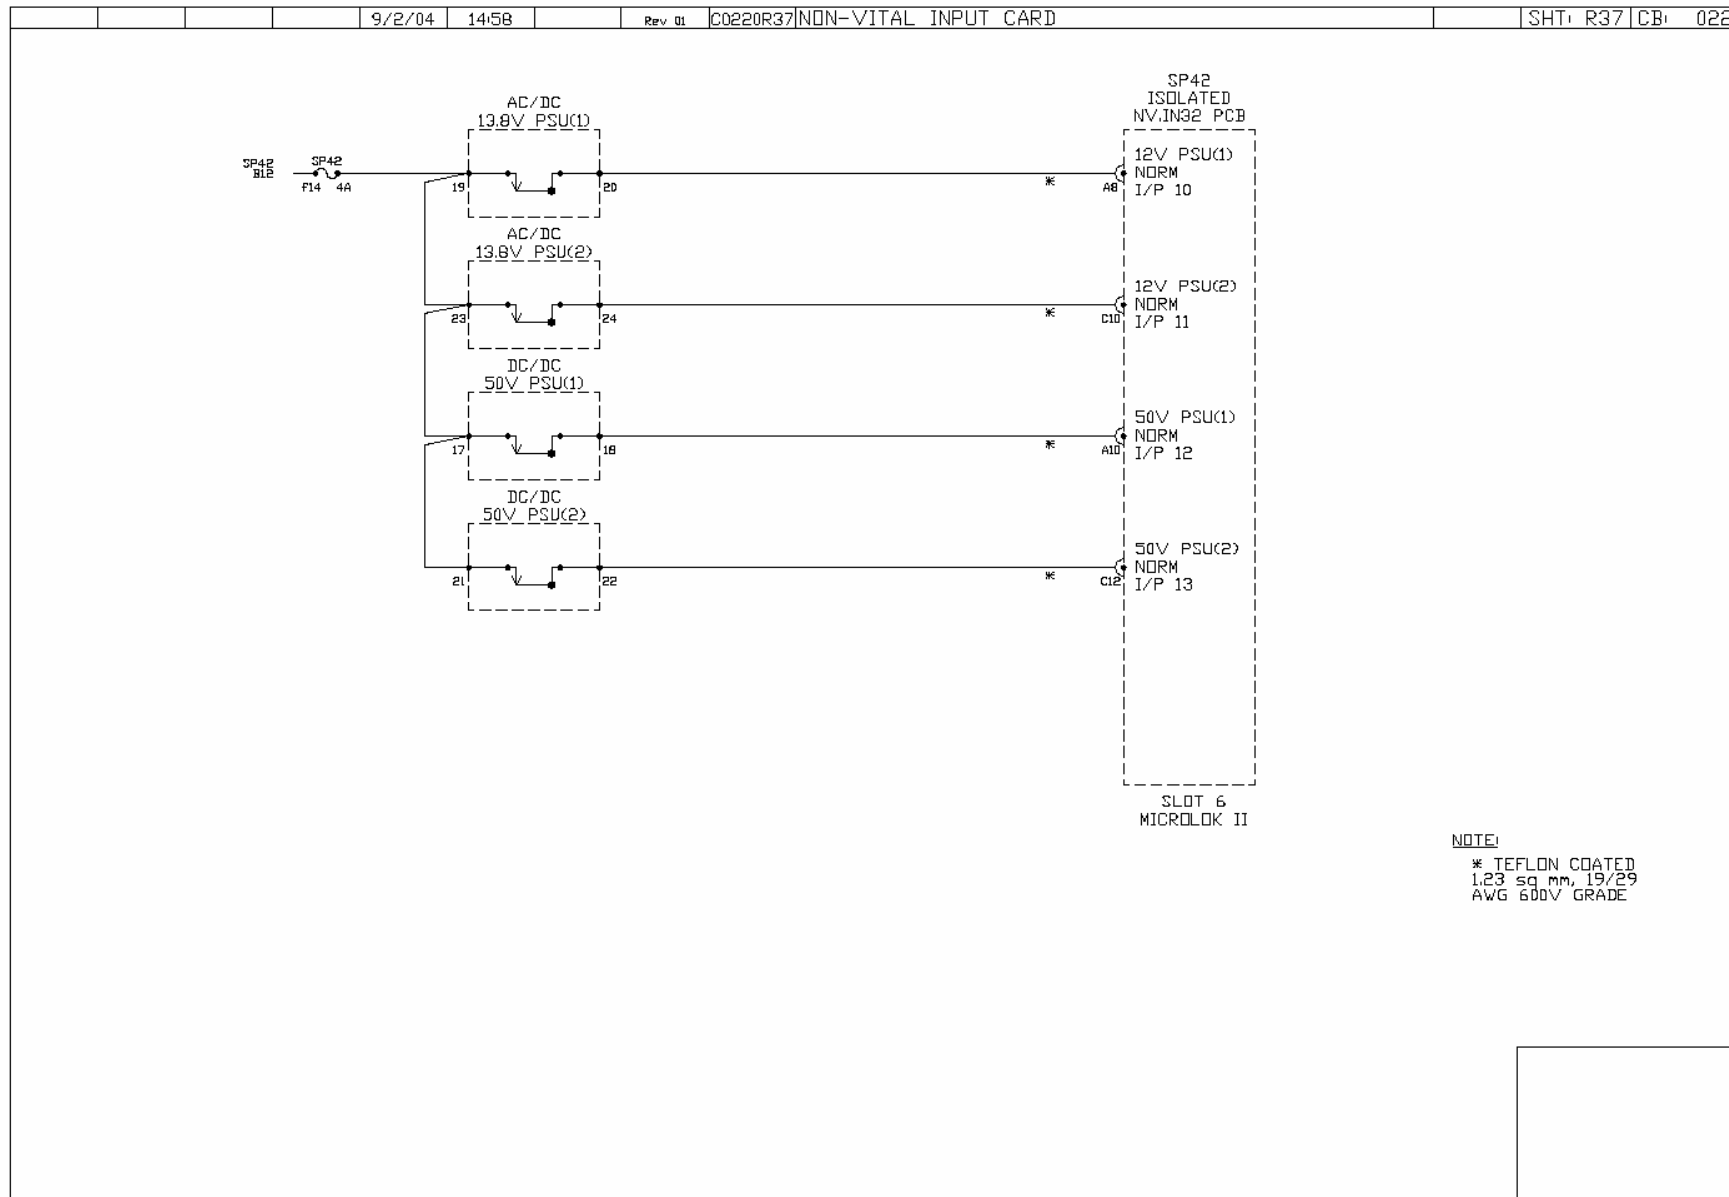 9/2/04 14:58 Rev 01 C0220R37 NON-VITAL INPUT CARD SHT: R37 CB: 022
SP42
ISOLATED
NV.IN32 PCB
AC/DC
13.8V PSU(1)
SP42
B12
SP42
F14 4A
19
20
*
A8
12V PSU(1)
NORM
I/P 10
AC/DC
13.8V PSU(2)
23
24
*
C10
12V PSU(2)
NORM
I/P 11
DC/DC
50V PSU(1)
17
18
*
A10
50V PSU(1)
NORM
I/P 12
DC/DC
50V PSU(2)
21
22
*
C12
50V PSU(2)
NORM
I/P 13
SLOT 6
MICROLOK II
NOTE:
* TEFLON COATED
1.23 sq mm, 19/29
AWG 600V GRADE